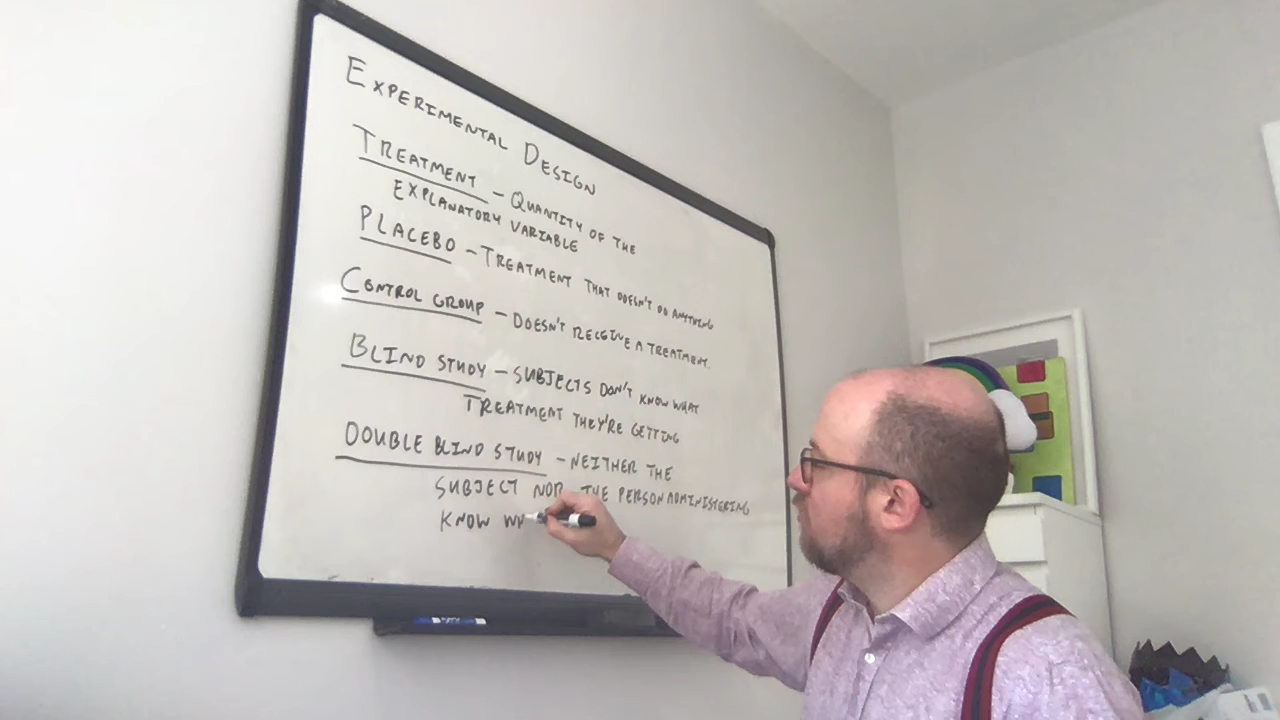 EXPERIMENTAL DESIGN
TREATMENT - QUANTITY OF THE
EXPLANATORY VARIABLE
PLACEBO - TREATMENT THAT DOESN'T DO ANYTHING
CONTROL GROUP - DOESN'T RECEIVE A TREATMENT.
BLIND STUDY - SUBJECTS DON'T KNOW WHAT
TREATMENT THEY'RE GETTING
DOUBLE BLIND STUDY - NEITHER THE
SUBJECT NOR THE PERSON ADMINISTERING
KNOW